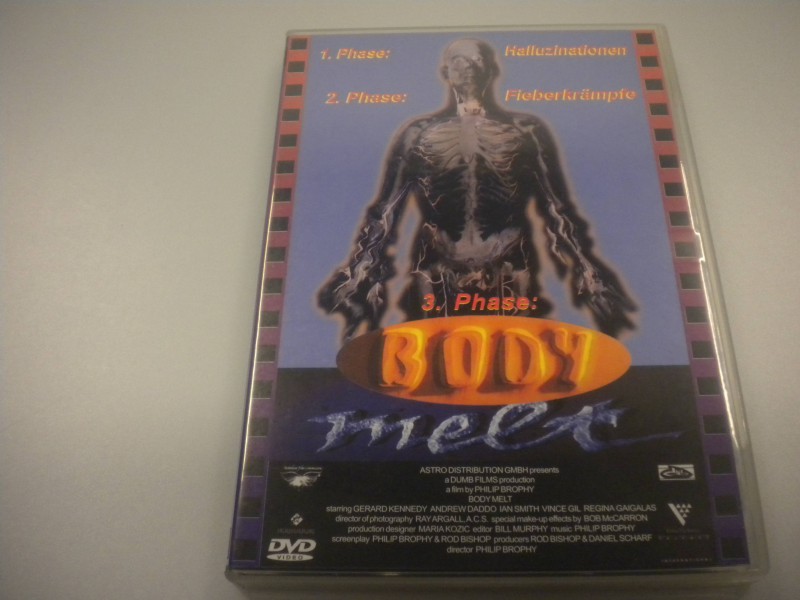 1. Phase: Halluzinationen
2. Phase: Fieberkrämpfe
3. Phase:
BODY
melt
ASTRO DISTRIBUTION GMBH presents
a DUMB FILMS production
a film by PHILIP BROPHY
BODY MELT
starring GERARD KENNEDY ANDREW DADDO IAN SMITH VINCE GIL REGINA GAIGALAS
director of photography RAY ARGALL, A.C.S. special make-up effects by BOB McCARRON
production designer MARIA KOZIC editor BILL MURPHY music PHILIP BROPHY
screenplay PHILIP BROPHY & ROD BISHOP producers ROD BISHOP & DANIEL SCHARF
director PHILIP BROPHY
DVD
VIDEO